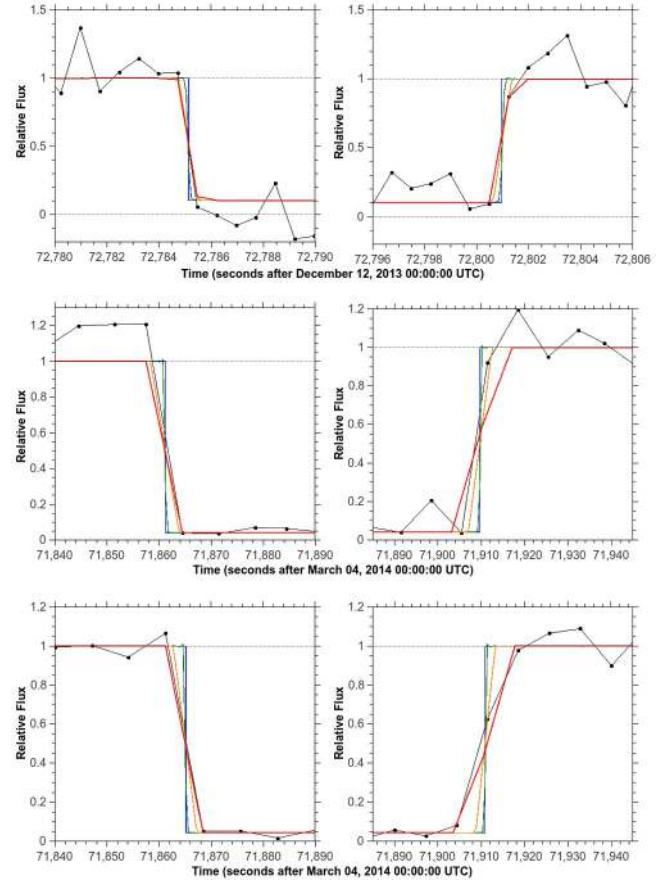 1.5
1
0.5
0
Relative Flux
72,780 72,782 72,784 72,786 72,788 72,790
1.5
1
0.5
0
Relative Flux
72,796 72,798 72,800 72,802 72,804 72,806
Time (seconds after December 12, 2013 00:00:00 UTC)
1.2
1
0.8
0.6
0.4
0.2
0
Relative Flux
71,840 71,850 71,860 71,870 71,880 71,890
1.2
1
0.8
0.6
0.4
0.2
0
Relative Flux
71,890 71,900 71,910 71,920 71,930 71,940
Time (seconds after March 04, 2014 00:00:00 UTC)
1.2
1
0.8
0.6
0.4
0.2
0
Relative Flux
71,840 71,850 71,860 71,870 71,880 71,890
1.2
1
0.8
0.6
0.4
0.2
0
Relative Flux
71,890 71,900 71,910 71,920 71,930 71,940
Time (seconds after March 04, 2014 00:00:00 UTC)